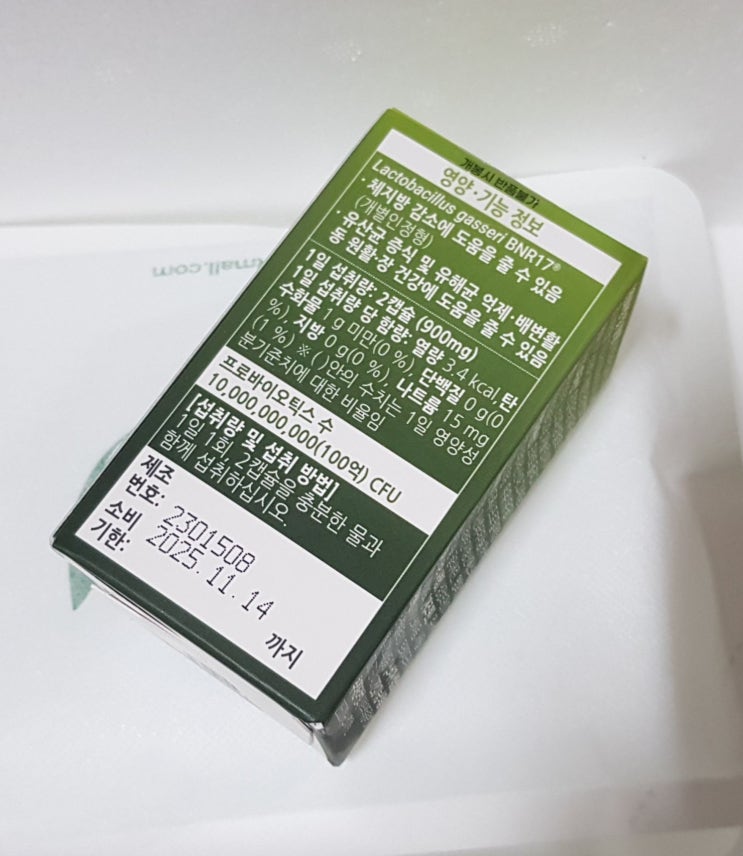 개봉시 반품불가
영양·기능 정보
Lactobacillus gasseri BNR17®
· 체지방 감소에 도움을 줄 수 있음
(개별인정형)
· 유산균 증식 및 유해균 억제·배변활
동 원활·장 건강에 도움을 줄 수 있음
1일 섭취량: 2캡슐 (900mg)
1일 섭취량 당 함량: 열량 3.4 kcal, 탄
수화물 1 g 미만(0 %), 단백질 0 g(0
%), 지방 0 g(0 %), 나트륨 15 mg
(1 %) ※ ( )안의 수치는 1일 영양성
분기준치에 대한 비율임
프로바이오틱스 수
10,000,000,000(100억) CFU
[섭취량 및 섭취 방법]
1일 1회, 2캡슐을 충분한 물과
함께 섭취하십시오.
제조
번호: 2301508
소비
기한: 2025.11.14
까지
mall.com